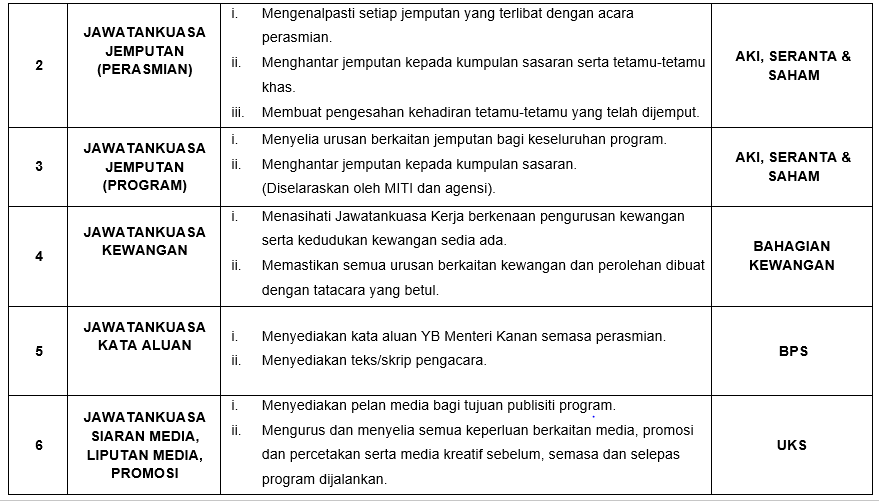 2
JAWATANKUASA
JEMPUTAN
(PERASMIAN)
i. Mengenalpasti setiap jemputan yang terlibat dengan acara
perasmian.
ii. Menghantar jemputan kepada kumpulan sasaran serta tetamu-tetamu
khas.
iii. Membuat pengesahan kehadiran tetamu-tetamu yang telah dijemput.
AKI, SERANTA &
SAHAM
3
JAWATANKUASA
JEMPUTAN
(PROGRAM)
i. Menyelia urusan berkaitan jemputan bagi keseluruhan program.
ii. Menghantar jemputan kepada kumpulan sasaran.
(Diselaraskan oleh MITI dan agensi).
AKI, SERANTA &
SAHAM
4
JAWATANKUASA
KEWANGAN
i. Menasihati Jawatankuasa Kerja berkenaan pengurusan kewangan
serta kedudukan kewangan sedia ada.
ii. Memastikan semua urusan berkaitan kewangan dan perolehan dibuat
dengan tatacara yang betul.
BAHAGIAN
KEWANGAN
5
JAWATANKUASA
KATA ALUAN
i. Menyediakan kata aluan YB Menteri Kanan semasa perasmian.
ii. Menyediakan teks/skrip pengacara.
BPS
6
JAWATANKUASA
SIARAN MEDIA,
LIPUTAN MEDIA,
PROMOSI
i. Menyediakan pelan media bagi tujuan publisiti program.
ii. Mengurus dan menyelia semua keperluan berkaitan media, promosi
dan percetakan serta media kreatif sebelum, semasa dan selepas
program dijalankan.
UKS